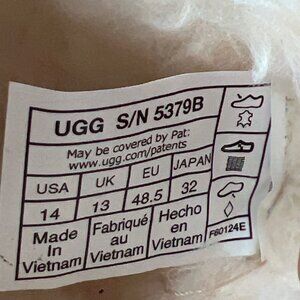 UGG S/N 5379B
May be covered by Pat:
www.ugg.com/patents
USA UK EU JAPAN
14 13 48.5 32
Made In Vietnam
Fabriqué au Vietnam
Hecho en Vietnam
F60124E